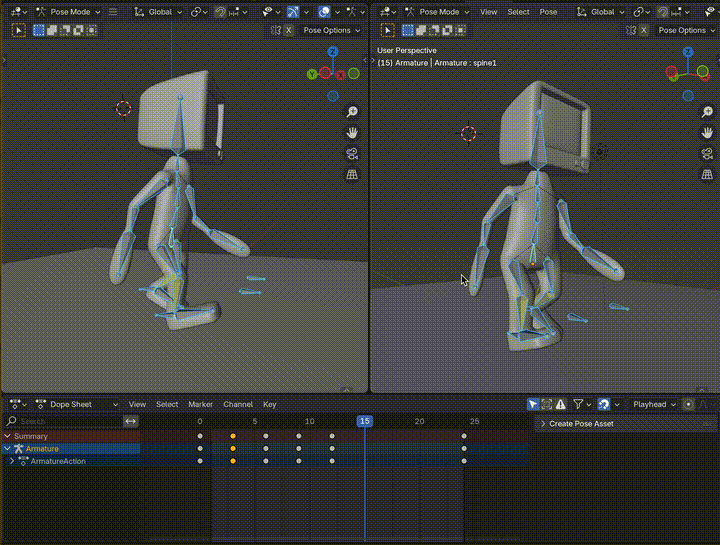 Pose Mode Global
Pose Options
X
Z
Y
X
Pose Mode View Select Pose Global
X Pose Options
User Perspective
(15) Armature | Armature : spine1
Z
Dope Sheet View Select Marker Channel Key Playhead
Search 0 5 10 15 20 25
Create Pose Asset
Summary
Armature
ArmatureAction